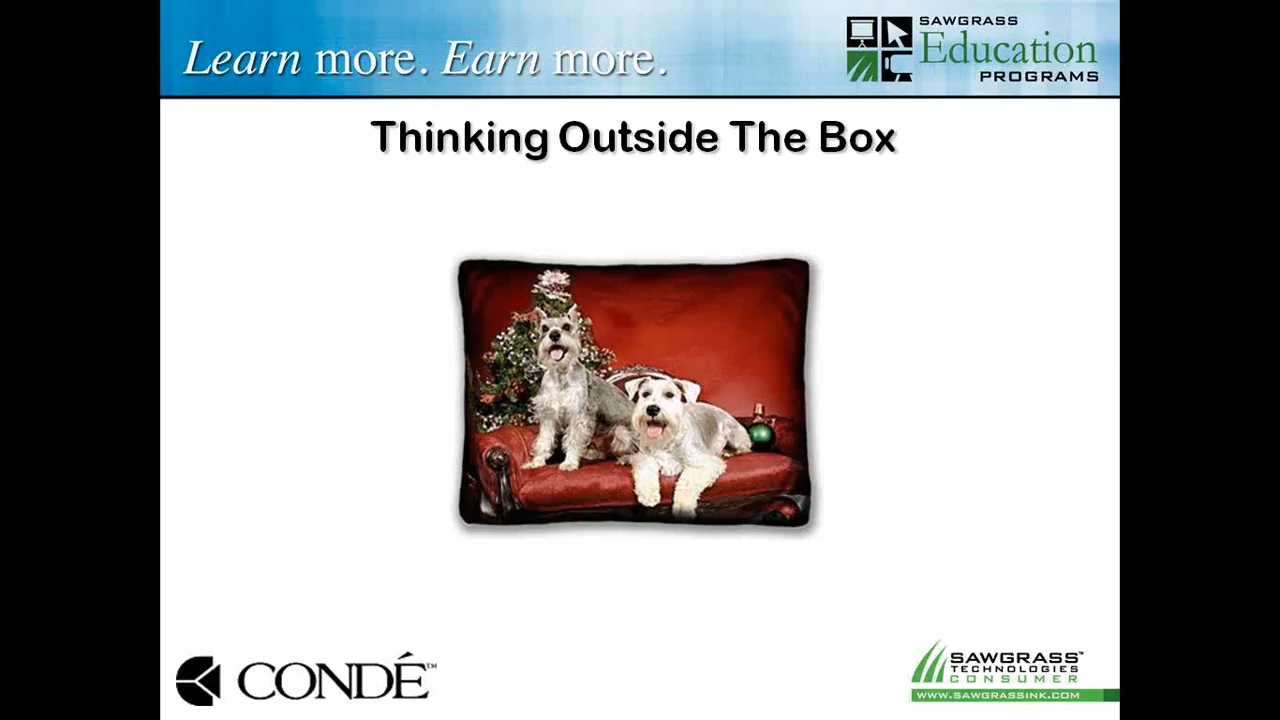 Learn more. Earn more.
SAWGRASS
Education
PROGRAMS
Thinking Outside The Box
CONDÉ™
SAWGRASS™
TECHNOLOGIES
CONSUMER
WWW.SAWGRASSINK.COM